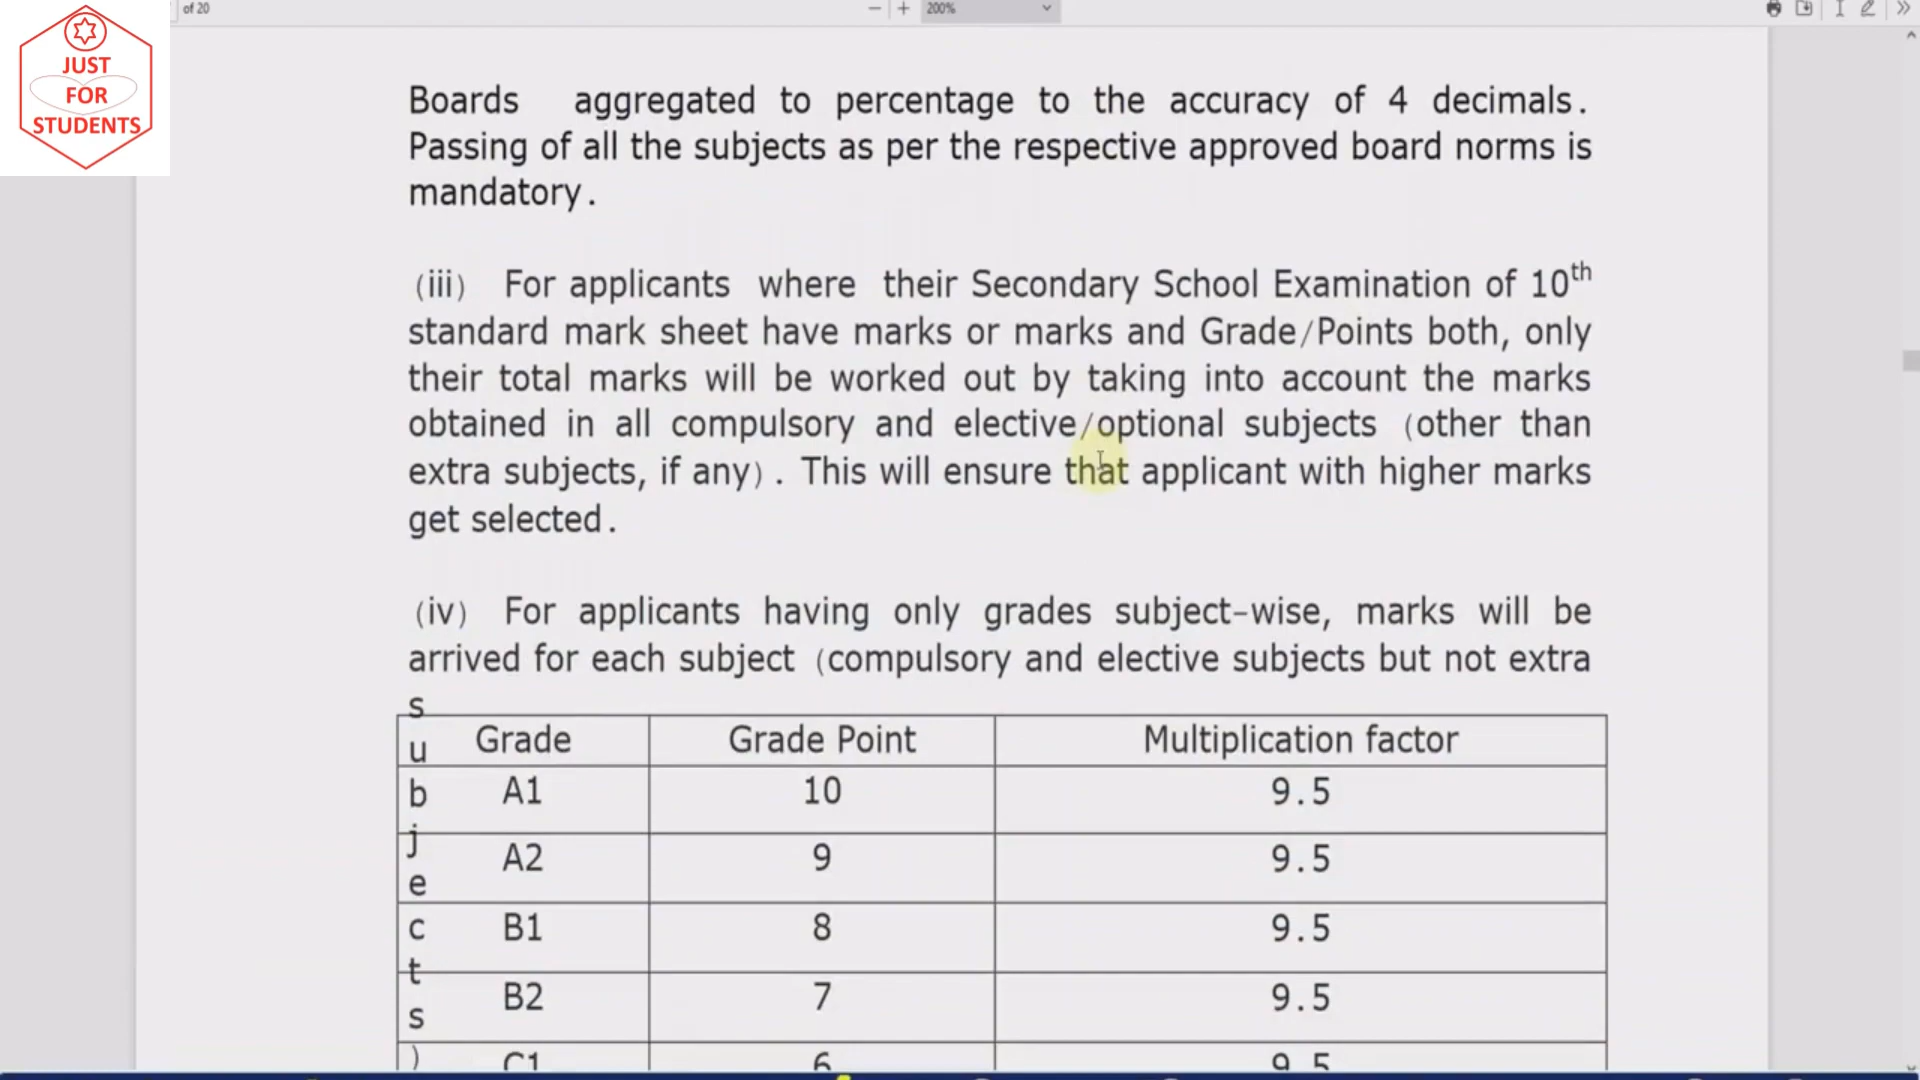 of 20
200%
JUST
FOR
STUDENTS
Boards aggregated to percentage to the accuracy of 4 decimals.
Passing of all the subjects as per the respective approved board norms is
mandatory.
(iii) For applicants where their Secondary School Examination of 10th
standard mark sheet have marks or marks and Grade/Points both, only
their total marks will be worked out by taking into account the marks
obtained in all compulsory and elective/optional subjects (other than
extra subjects, if any). This will ensure that applicant with higher marks
get selected.
(iv) For applicants having only grades subject-wise, marks will be
arrived for each subject (compulsory and elective subjects but not extra
s
u
b
j
e
c
t
s
)
Grade Grade Point Multiplication factor
A1 10 9.5
A2 9 9.5
B1 8 9.5
B2 7 9.5
C1 6 9.5